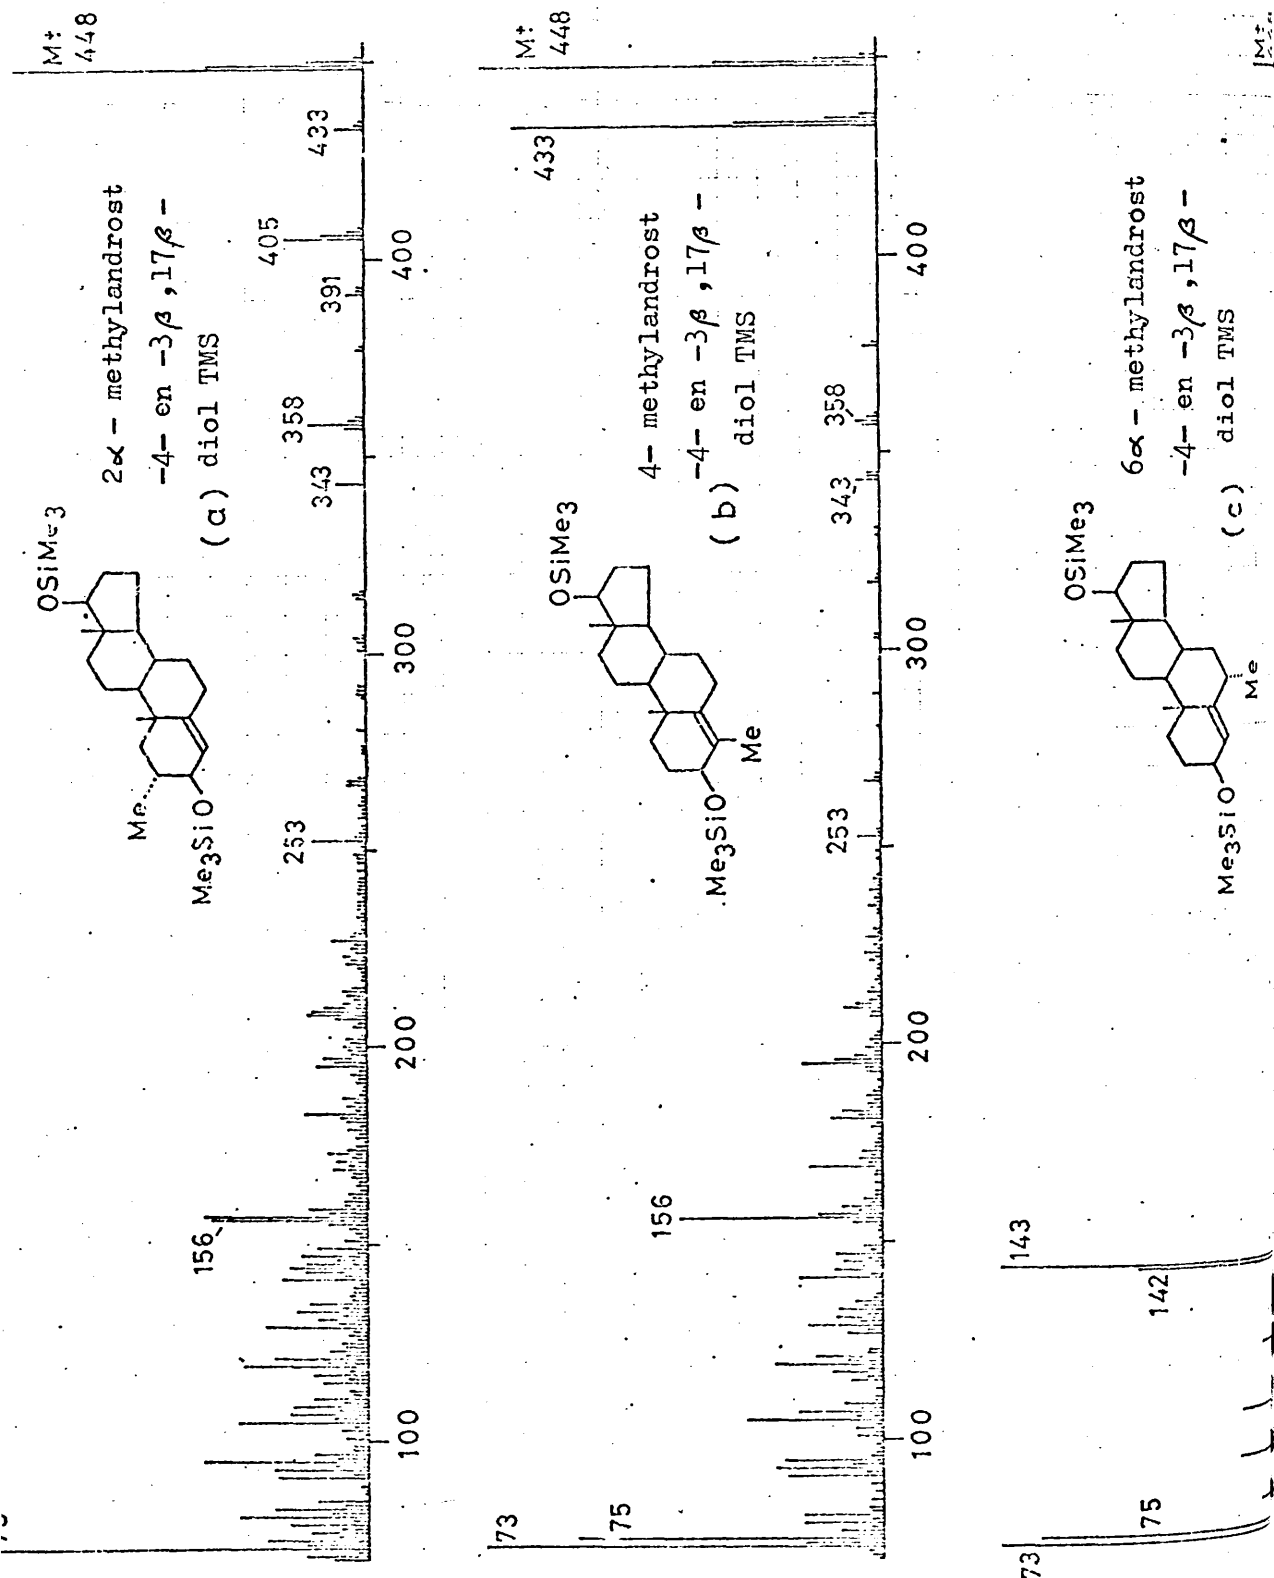 M‡
448
433
405
400
391
358
343
300
253
200
156
100
2α - methylandrost
-4- en -3β ,17β -
(a) diol TMS
OSiMe3
Me
Me3SiO
M‡
448
433
400
358
343
300
253
200
156
100
75
73
4- methylandrost
-4- en -3β ,17β -
(b) diol TMS
OSiMe3
Me
Me3SiO
143
142
75
73
6α - methylandrost
-4- en -3β ,17β -
(c) diol TMS
OSiMe3
Me
Me3SiO
M‡